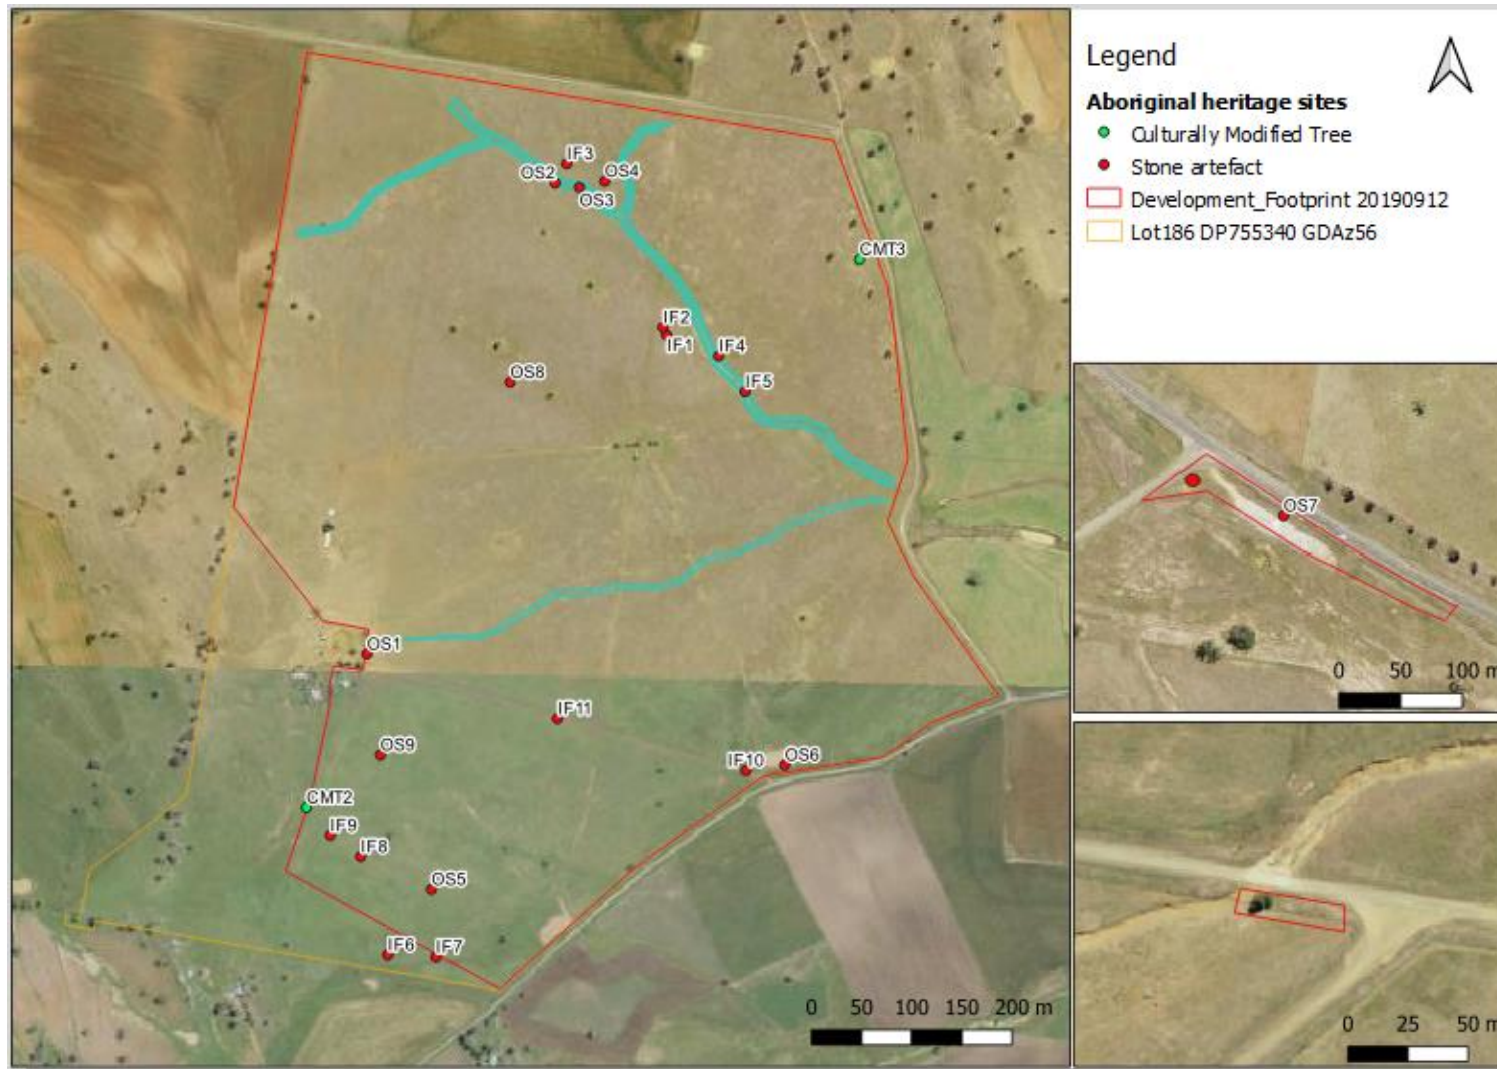 Legend
Aboriginal heritage sites
Culturally Modified Tree
Stone artefact
Development_Footprint 20190912
Lot186 DP755340 GDAz56
IF3
OS2
OS4
OS3
CMT3
IF2
IF1
IF4
OS8
IF5
OS1
IF11
OS9
IF10
OS6
CMT2
IF9
IF8
OS5
IF6
IF7
0 50 100 150 200 m
OS7
0 50 100 m
0 25 50 m